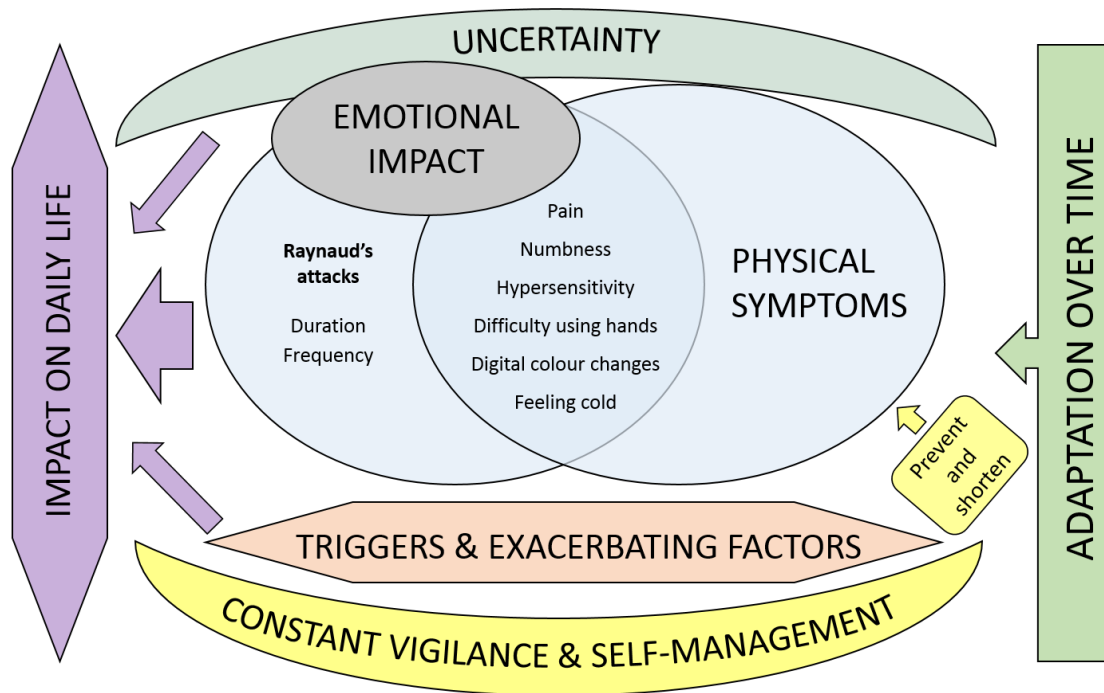 UNCERTAINTY
EMOTIONAL
IMPACT
IMPACT ON DAILY LIFE
Raynaud's
attacks
Duration
Frequency
Pain
Numbness
Hypersensitivity
Difficulty using hands
Digital colour changes
Feeling cold
PHYSICAL
SYMPTOMS
ADAPTATION OVER TIME
Prevent
and
shorten
TRIGGERS & EXACERBATING FACTORS
CONSTANT VIGILANCE & SELF-MANAGEMENT